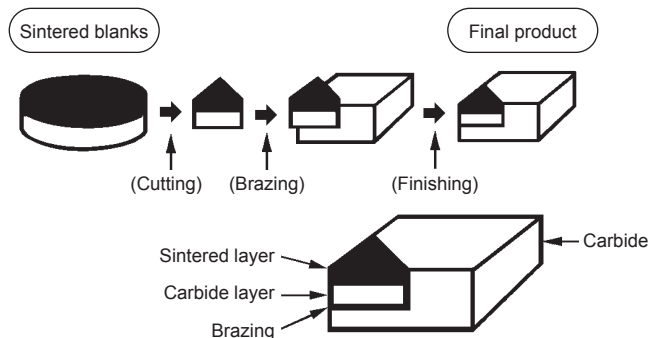 Sintered blanks
Final product
(Cutting)
(Brazing)
(Finishing)
Sintered layer
Carbide layer
Brazing
Carbide